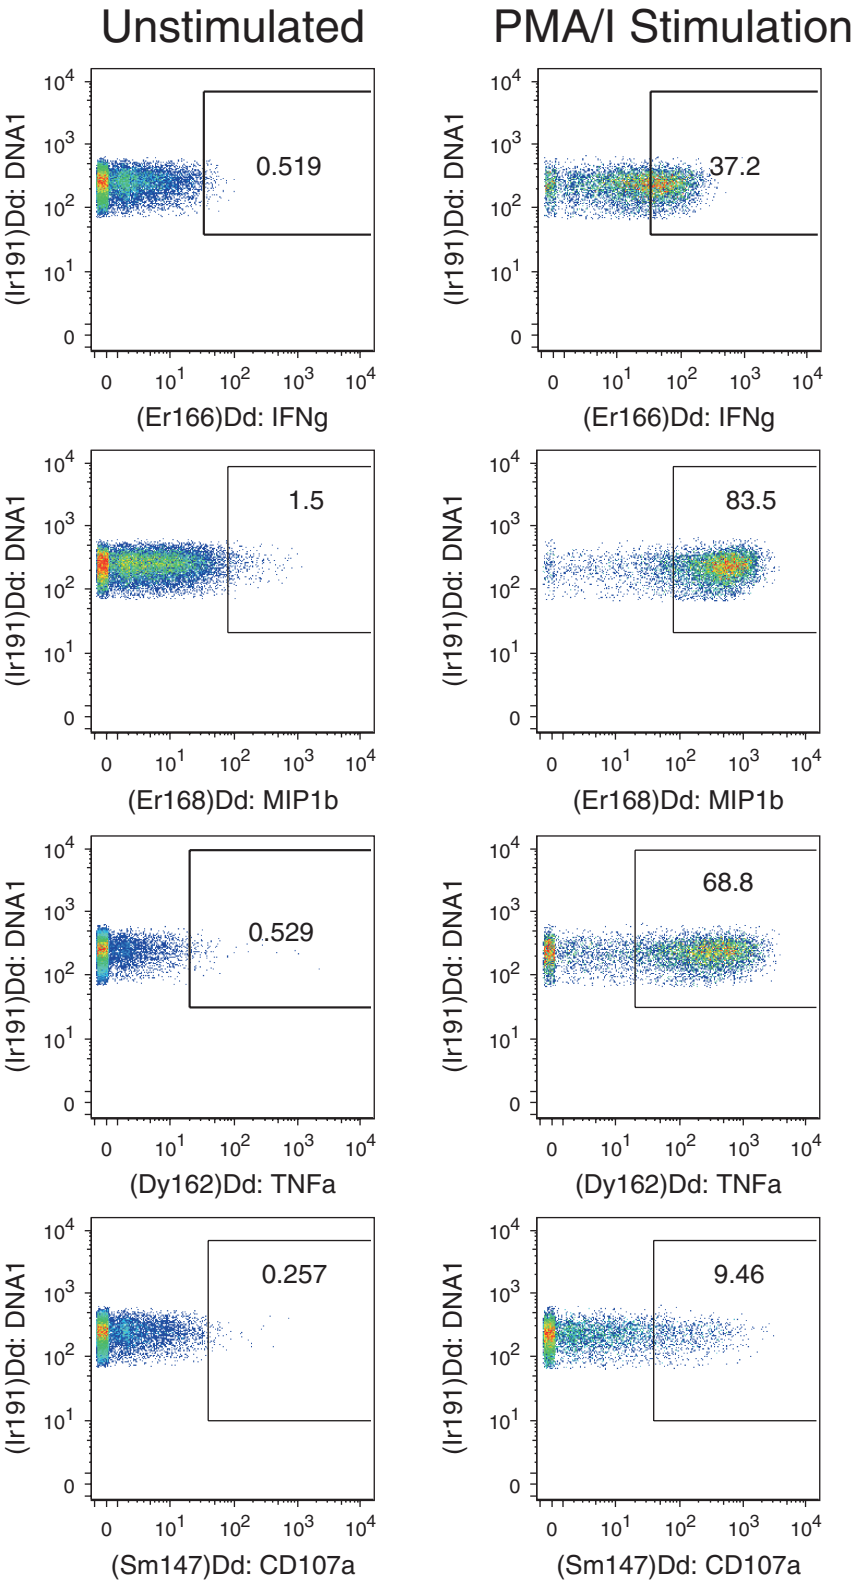 Unstimulated PMA/I Stimulation
10⁴ 10⁴
10³ 10³
0.519 37.2
10² 10²
10¹ 10¹
0 0
(Ir191)Dd: DNA1 (Ir191)Dd: DNA1
0 10¹ 10² 10³ 10⁴ 0 10¹ 10² 10³ 10⁴
(Er166)Dd: IFNg (Er166)Dd: IFNg
10⁴ 10⁴
1.5 83.5
10³ 10³
10² 10²
10¹ 10¹
0 0
(Ir191)Dd: DNA1 (Ir191)Dd: DNA1
0 10¹ 10² 10³ 10⁴ 0 10¹ 10² 10³ 10⁴
(Er168)Dd: MIP1b (Er168)Dd: MIP1b
10⁴ 10⁴
68.8
10³ 10³
0.529
10² 10²
10¹ 10¹
0 0
(Ir191)Dd: DNA1 (Ir191)Dd: DNA1
0 10¹ 10² 10³ 10⁴ 0 10¹ 10² 10³ 10⁴
(Dy162)Dd: TNFa (Dy162)Dd: TNFa
10⁴ 10⁴
0.257 9.46
10³ 10³
10² 10²
10¹ 10¹
0 0
(Ir191)Dd: DNA1 (Ir191)Dd: DNA1
0 10¹ 10² 10³ 10⁴ 0 10¹ 10² 10³ 10⁴
(Sm147)Dd: CD107a (Sm147)Dd: CD107a